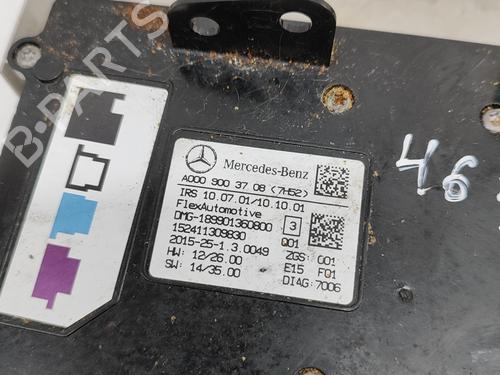 B-PARTS
Mercedes-Benz
A000 900 37 08 (7H52)
IRS 10.07.01/10.10.01
FlexAutomotive
DMG-189901360800 3
152411309830 001
2015-25-1.3.0049 ZGS: 001
HW: 12/26.00 E15 F01
SW: 14/35.00 DIAG:7006
46